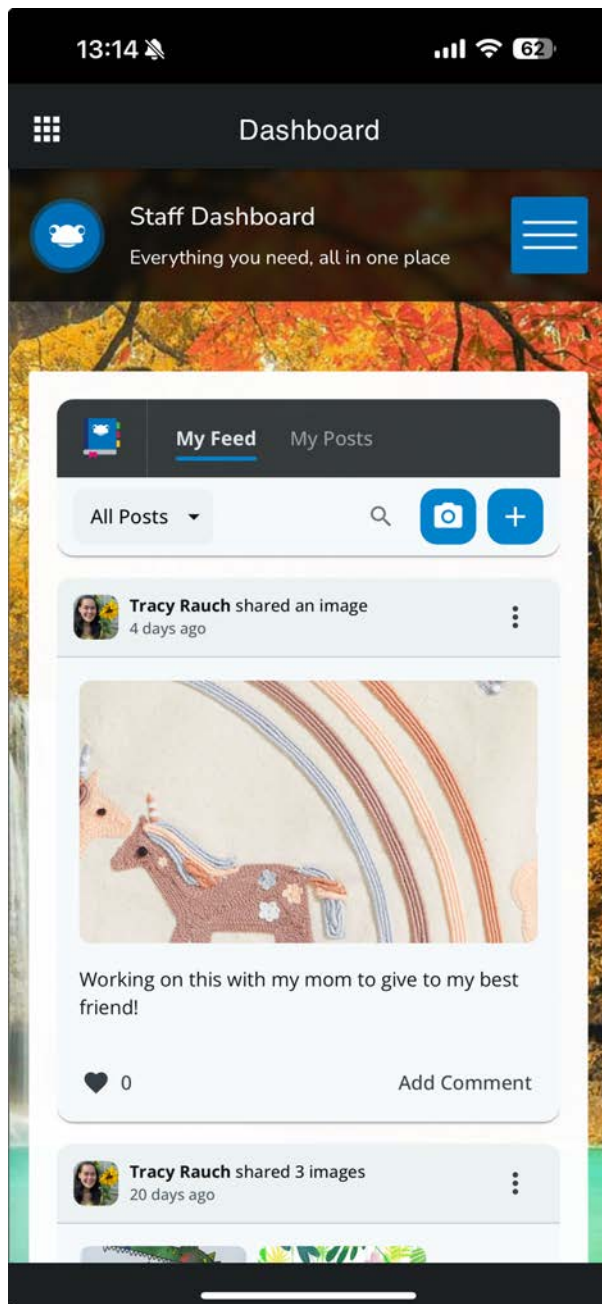 13:14
62
Dashboard
Staff Dashboard
Everything you need, all in one place
My Feed My Posts
All Posts
Tracy Rauch shared an image
4 days ago
Working on this with my mom to give to my best
friend!
0 Add Comment
Tracy Rauch shared 3 images
20 days ago